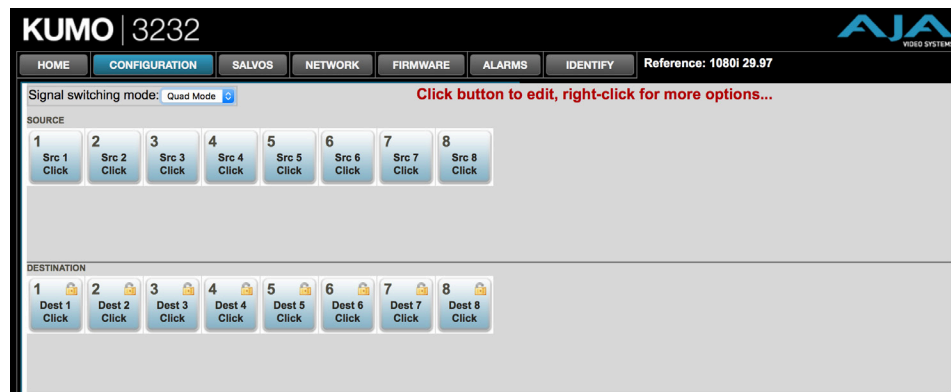 KUMO | 3232
AJA
VIDEO SYSTEMS
HOME CONFIGURATION SALVOS NETWORK FIRMWARE ALARMS IDENTIFY Reference: 1080i 29.97
Signal switching mode: Quad Mode
Click button to edit, right-click for more options...
SOURCE
1 2 3 4 5 6 7 8
Src 1 Src 2 Src 3 Src 4 Src 5 Src 6 Src 7 Src 8
Click Click Click Click Click Click Click Click
DESTINATION
1 2 3 4 5 6 7 8
Dest 1 Dest 2 Dest 3 Dest 4 Dest 5 Dest 6 Dest 7 Dest 8
Click Click Click Click Click Click Click Click